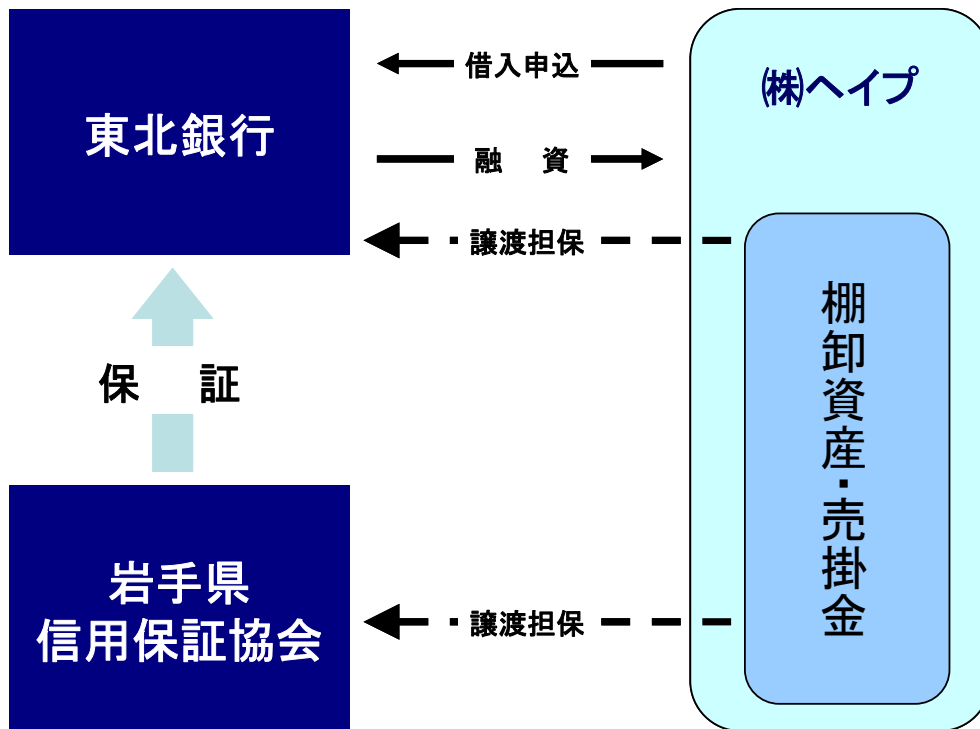 借入申込
㈱ヘイプ
東北銀行
融　資
譲渡担保
棚卸資産・売掛金
保　証
岩手県
信用保証協会
譲渡担保